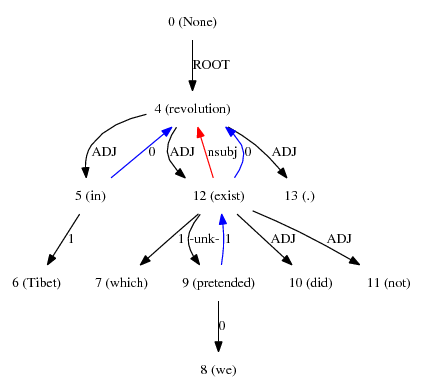 0 (None)
ROOT
4 (revolution)
ADJ 0 ADJ nsubj 0 ADJ
5 (in) 12 (exist) 13 (.)
1 1 -unk- 1 ADJ ADJ
6 (Tibet) 7 (which) 9 (pretended) 10 (did) 11 (not)
0
8 (we)